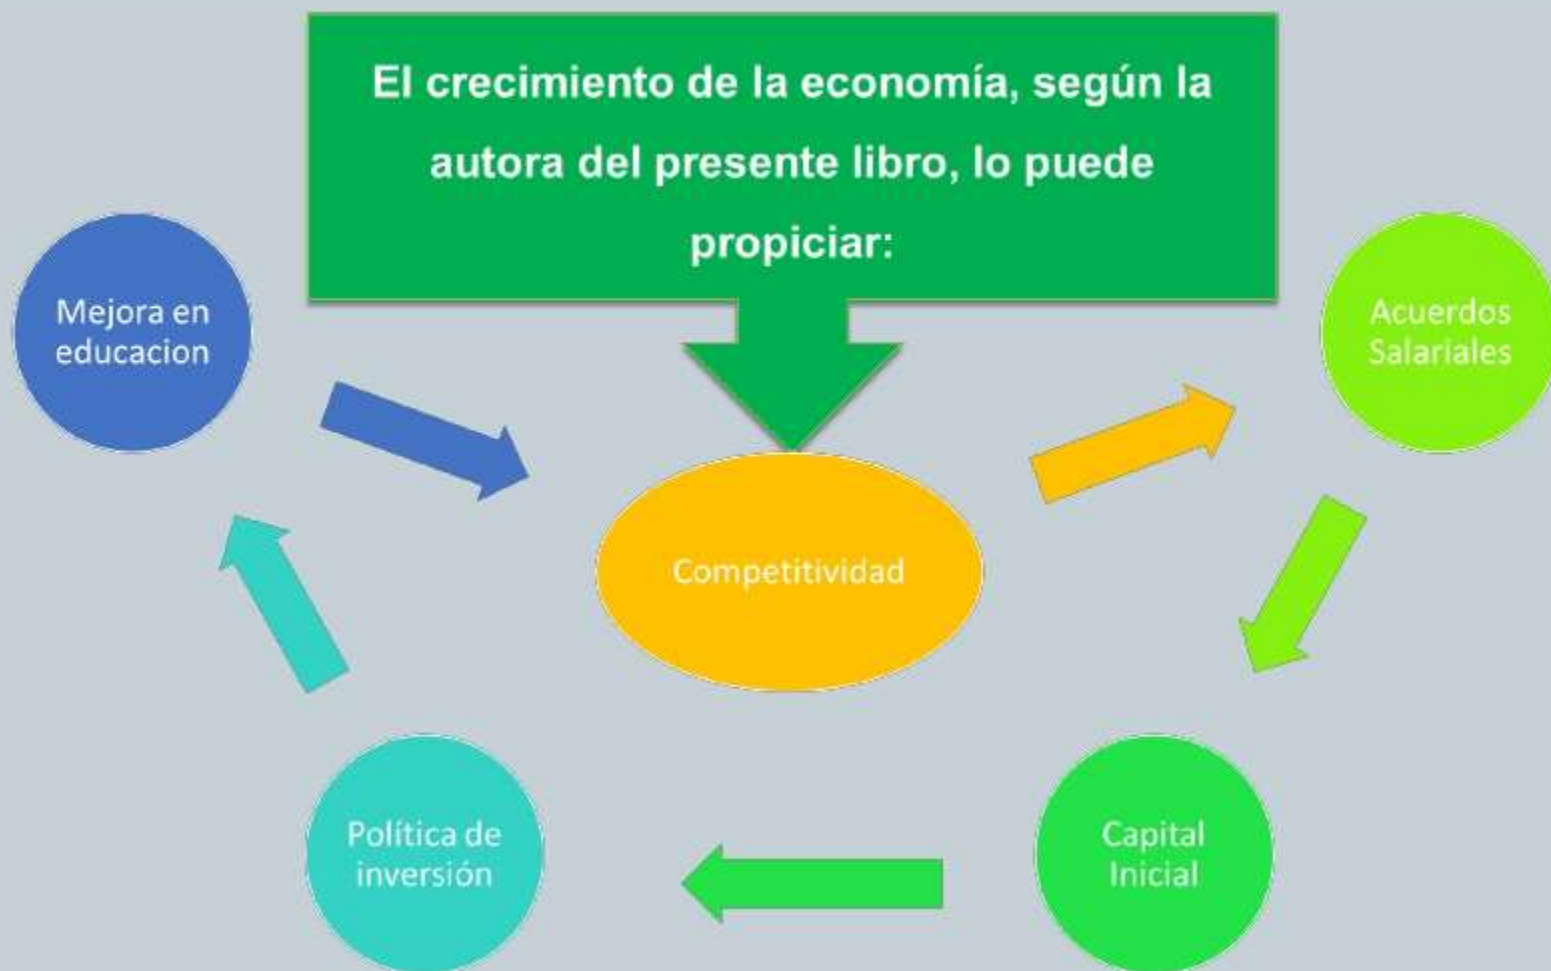 El crecimiento de la economía, según la
autora del presente libro, lo puede
propiciar:
Mejora en
educacion
Acuerdos
Salariales
Competitividad
Política de
inversión
Capital
Inicial